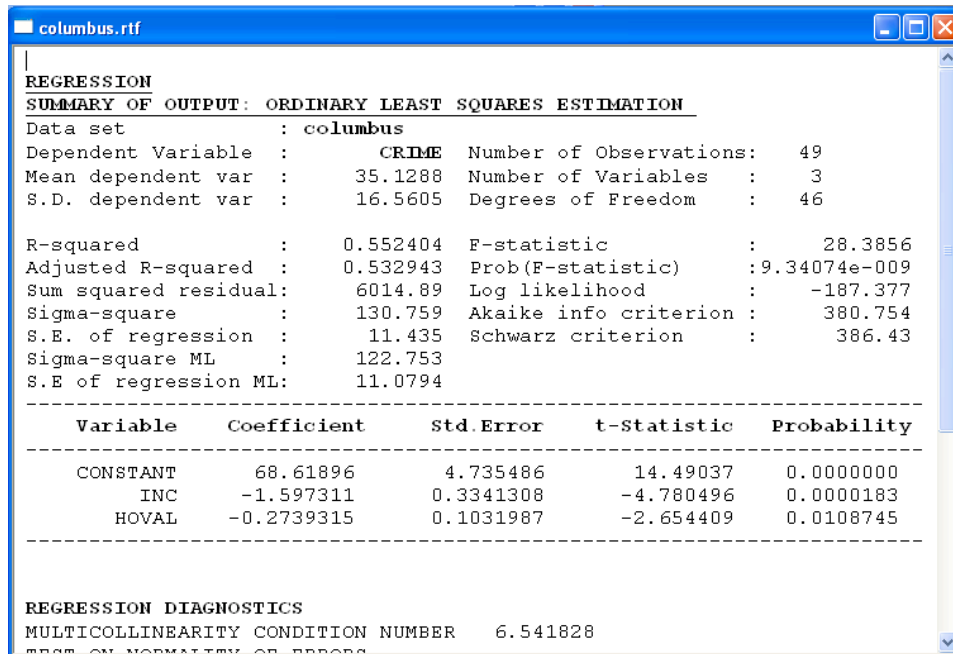 columbus.rtf
REGRESSION
SUMMARY OF OUTPUT: ORDINARY LEAST SQUARES ESTIMATION
Data set : columbus
Dependent Variable : CRIME Number of Observations: 49
Mean dependent var : 35.1288 Number of Variables : 3
S.D. dependent var : 16.5605 Degrees of Freedom : 46
R-squared : 0.552404 F-statistic : 28.3856
Adjusted R-squared : 0.532943 Prob(F-statistic) :9.34074e-009
Sum squared residual: 6014.89 Log likelihood : -187.377
Sigma-square : 130.759 Akaike info criterion : 380.754
S.E. of regression : 11.435 Schwarz criterion : 386.43
Sigma-square ML : 122.753
S.E of regression ML: 11.0794
Variable Coefficient Std.Error t-Statistic Probability
CONSTANT 68.61896 4.735486 14.49037 0.0000000
INC -1.597311 0.3341308 -4.780496 0.0000183
HOVAL -0.2739315 0.1031987 -2.654409 0.0108745
REGRESSION DIAGNOSTICS
MULTICOLLINEARITY CONDITION NUMBER 6.541828
TEST ON NORMALITY OF ERRORS